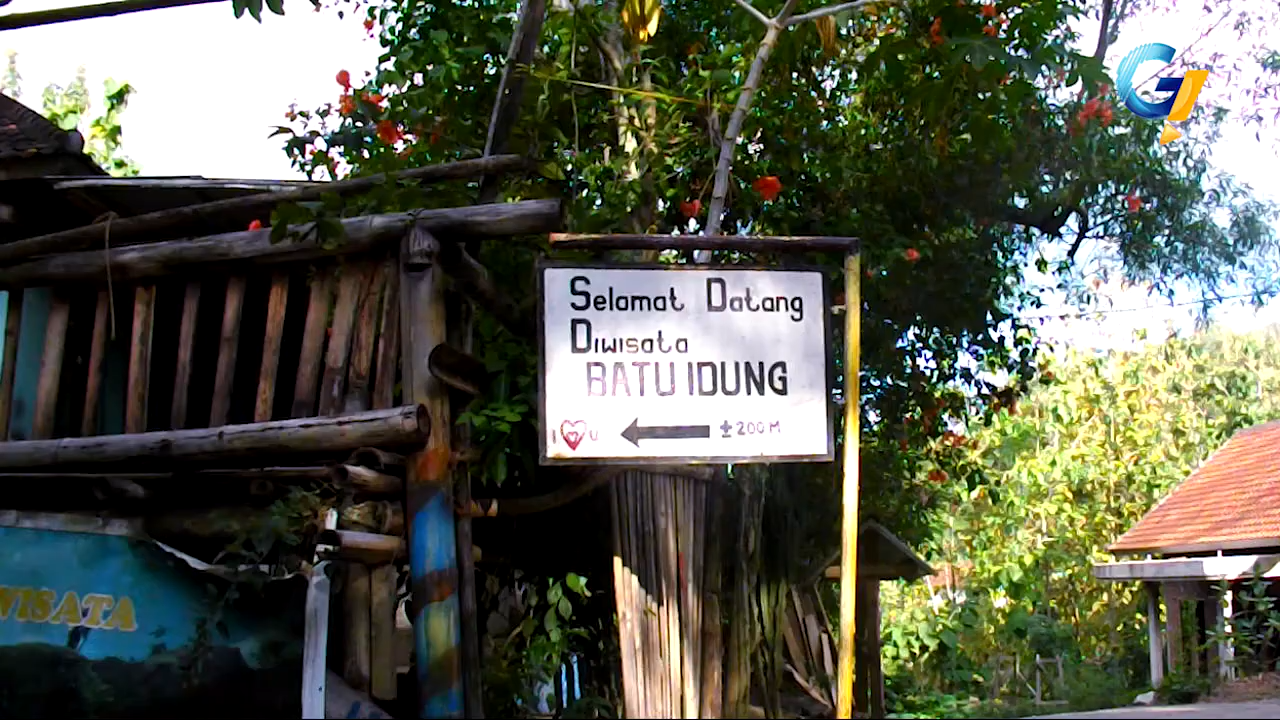 Selamat Datang
Diwisata
BATU IDUNG
I U ± 200 M
WISATA